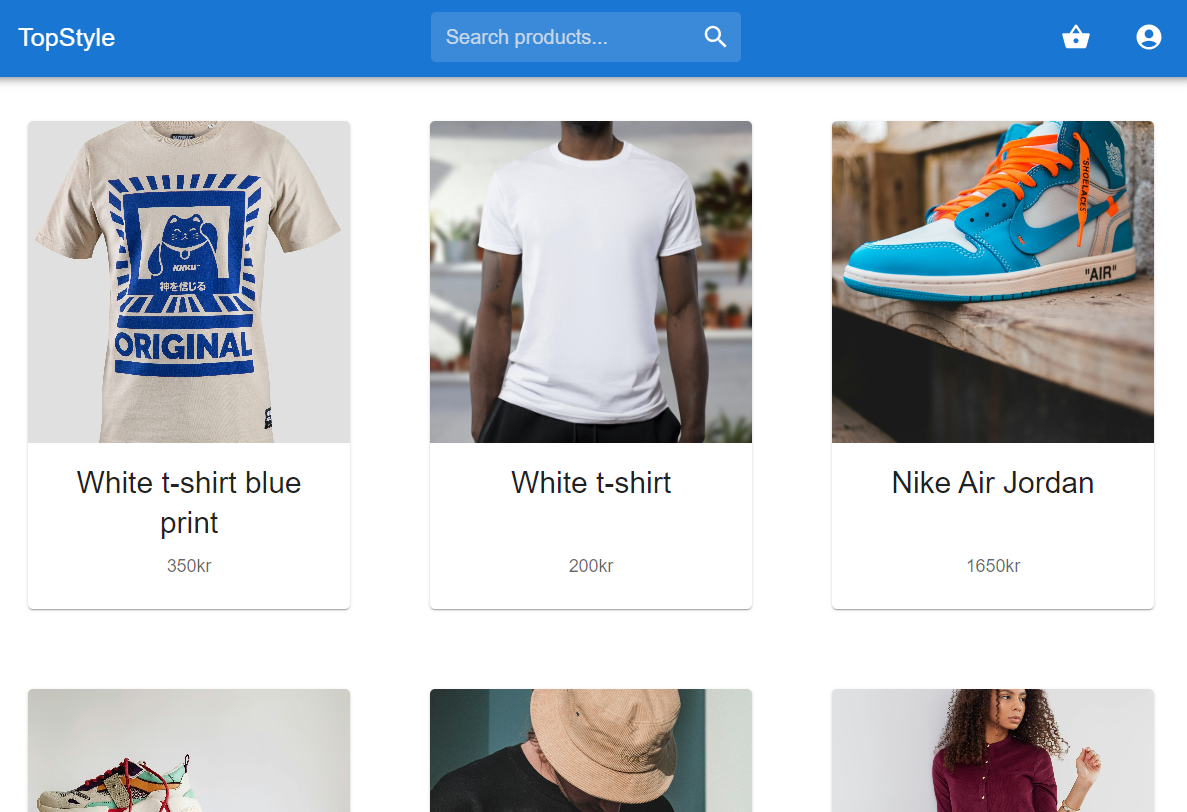 TopStyle
Search products...
KNKU™
神を信じる
ORIGINAL
"SHOELACES"
"AIR"
White t-shirt blue
print
White t-shirt
Nike Air Jordan
350kr
200kr
1650kr